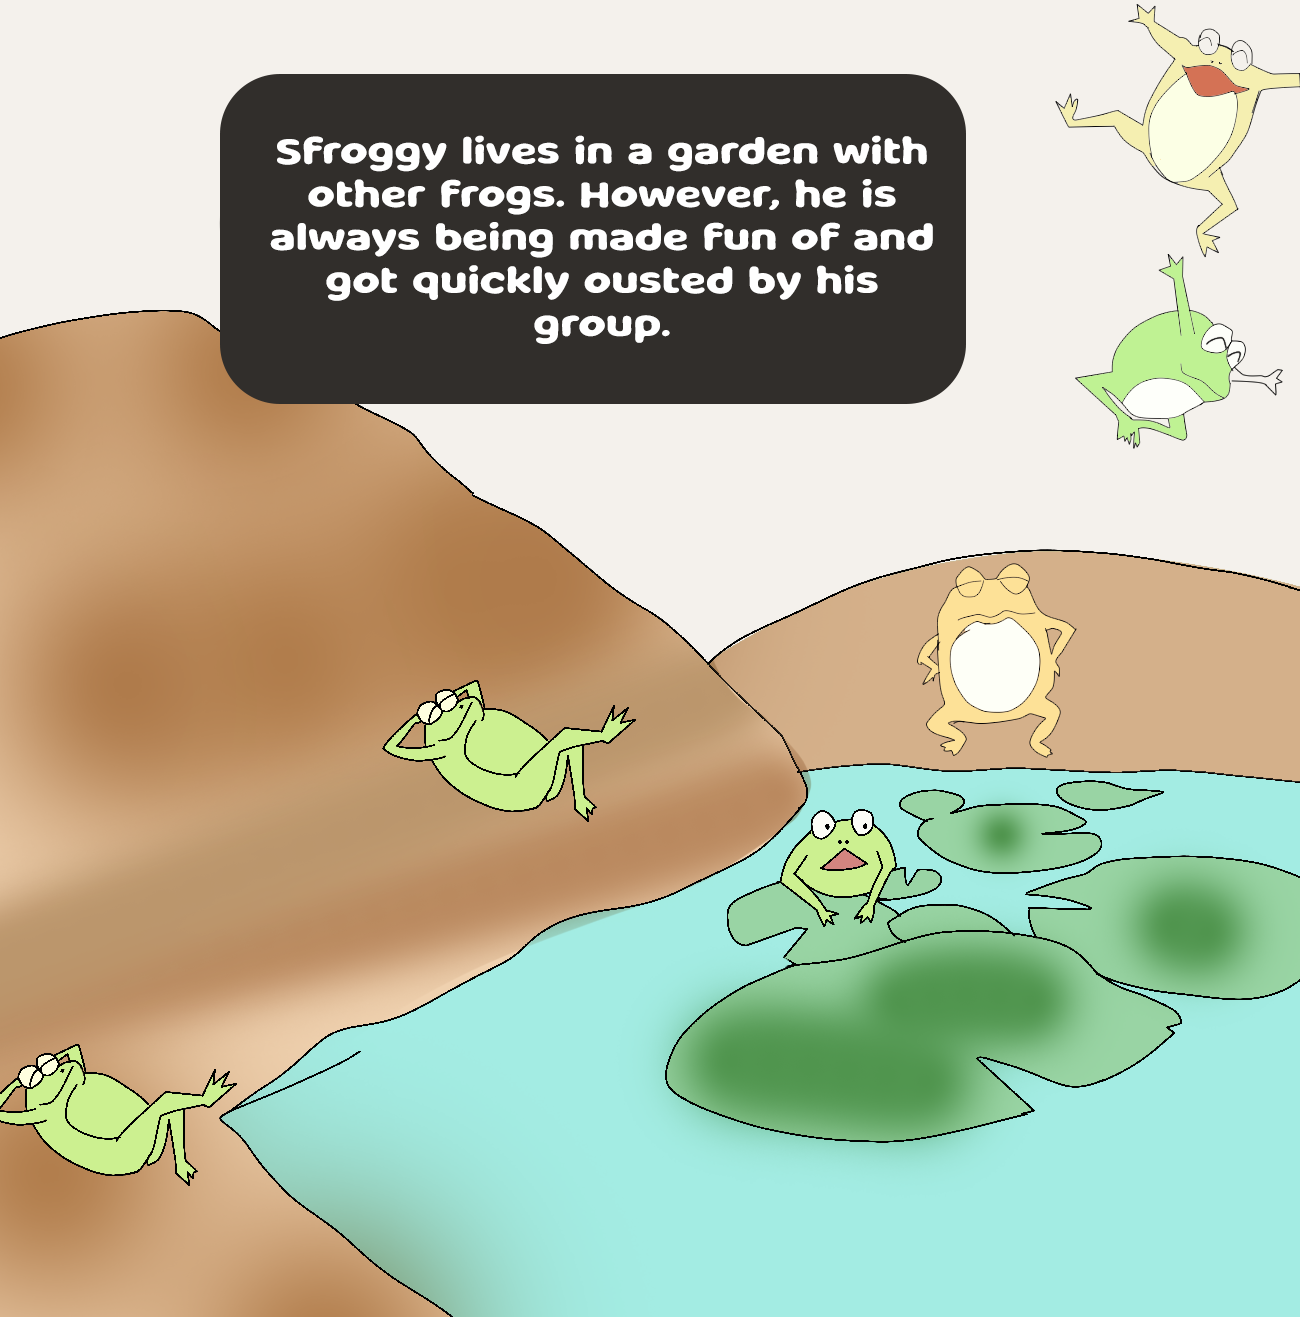 Sfroggy lives in a garden with
other frogs. However, he is
always being made fun of and
got quickly ousted by his
group.